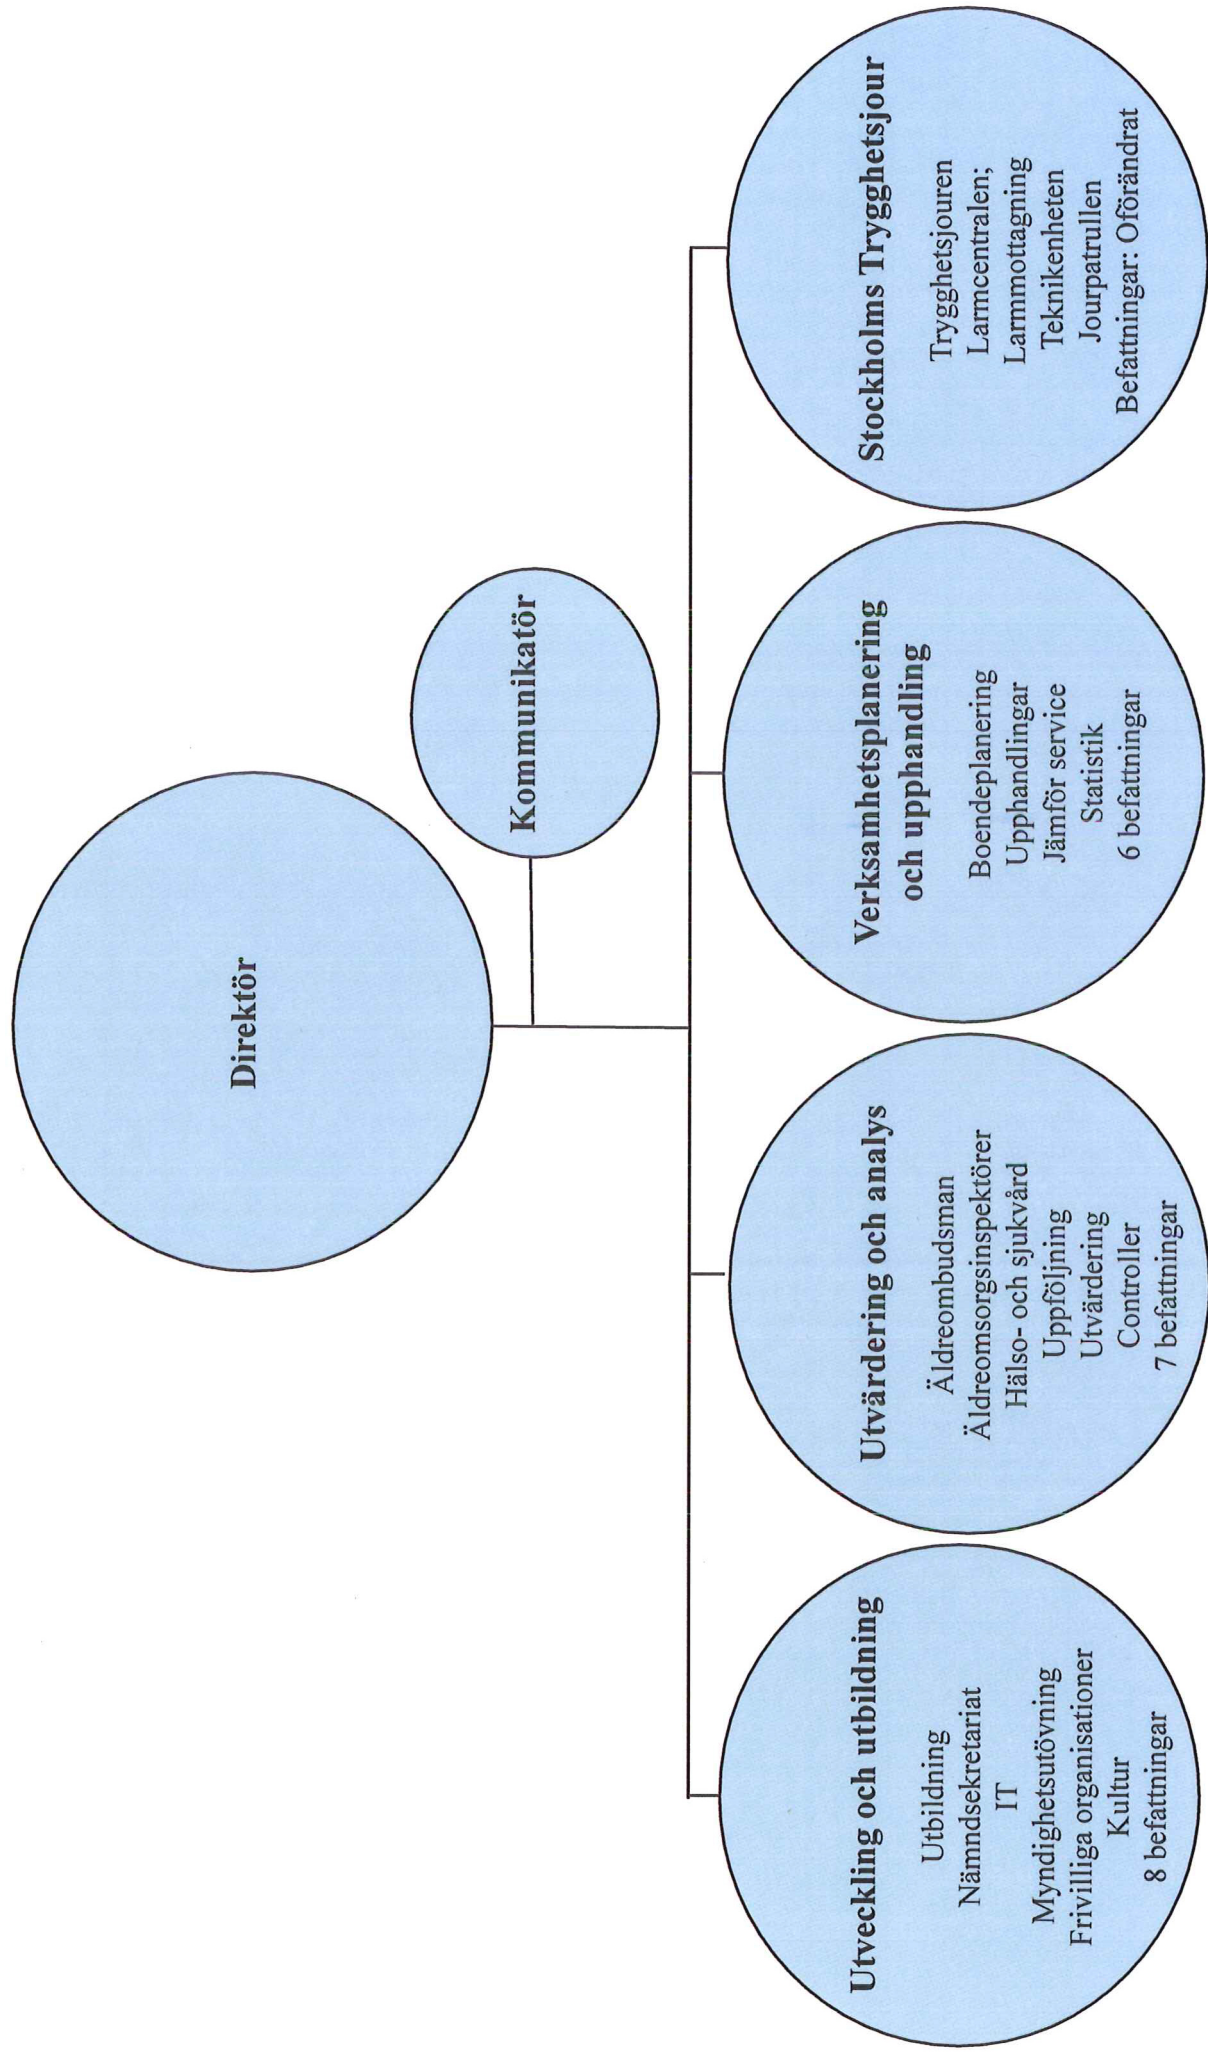 Direktör
Kommunikatör
Utveckling och utbildning
Utbildning
Nämndsekretariat
IT
Myndighetsutövning
Frivilliga organisationer
Kultur
8 befattningar
Utvärdering och analys
Äldreombudsman
Äldreomsorgsinspektörer
Hälso- och sjukvård
Uppföljning
Utvärdering
Controller
7 befattningar
Verksamhetsplanering
och upphandling
Boendeplanering
Upphandlingar
Jämför service
Statistik
6 befattningar
Stockholms Trygghetsjour
Trygghetsjouren
Larmcentralen;
Larmmottagning
Teknikenheten
Jourpatrullen
Befattningar: Oförändrat